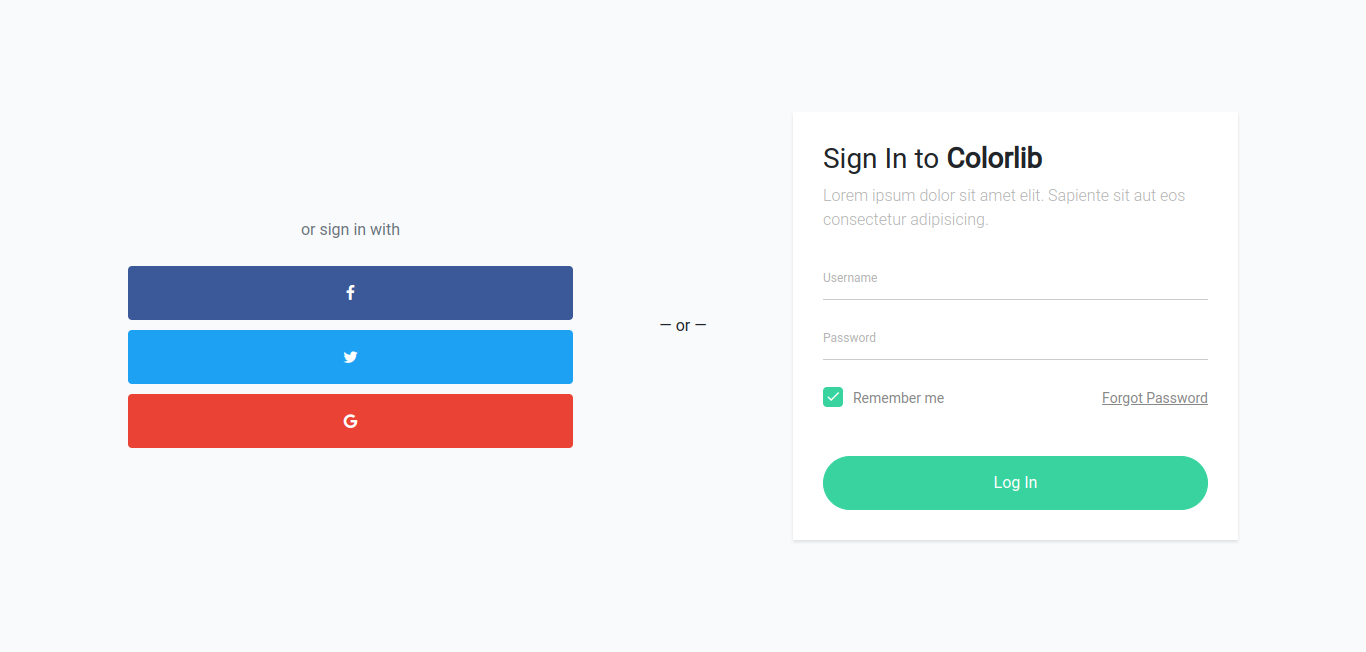 or sign in with
— or —
Sign In to Colorlib
Lorem ipsum dolor sit amet elit. Sapiente sit aut eos
consectetur adipisicing.
Username
Password
Remember me
Forgot Password
Log In